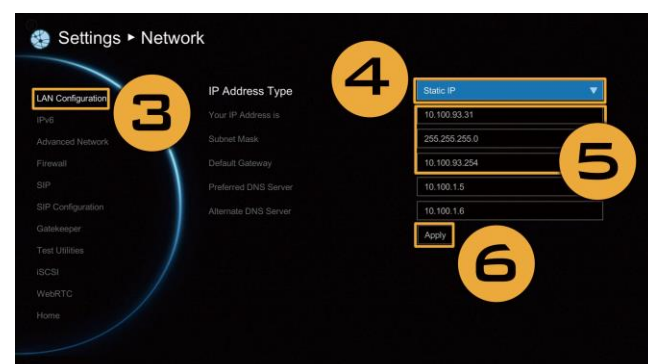 Settings ► Network
LAN Configuration
IPv6
Advanced Network
Firewall
SIP
SIP Configuration
Gatekeeper
Test Utilities
iSCSI
WebRTC
Home
3
IP Address Type
Your IP Address is
Subnet Mask
Default Gateway
Preferred DNS Server
Alternate DNS Server
4
Static IP ▼
10.100.93.31
255.255.255.0
10.100.93.254
10.100.1.5
10.100.1.6
5
Apply
6